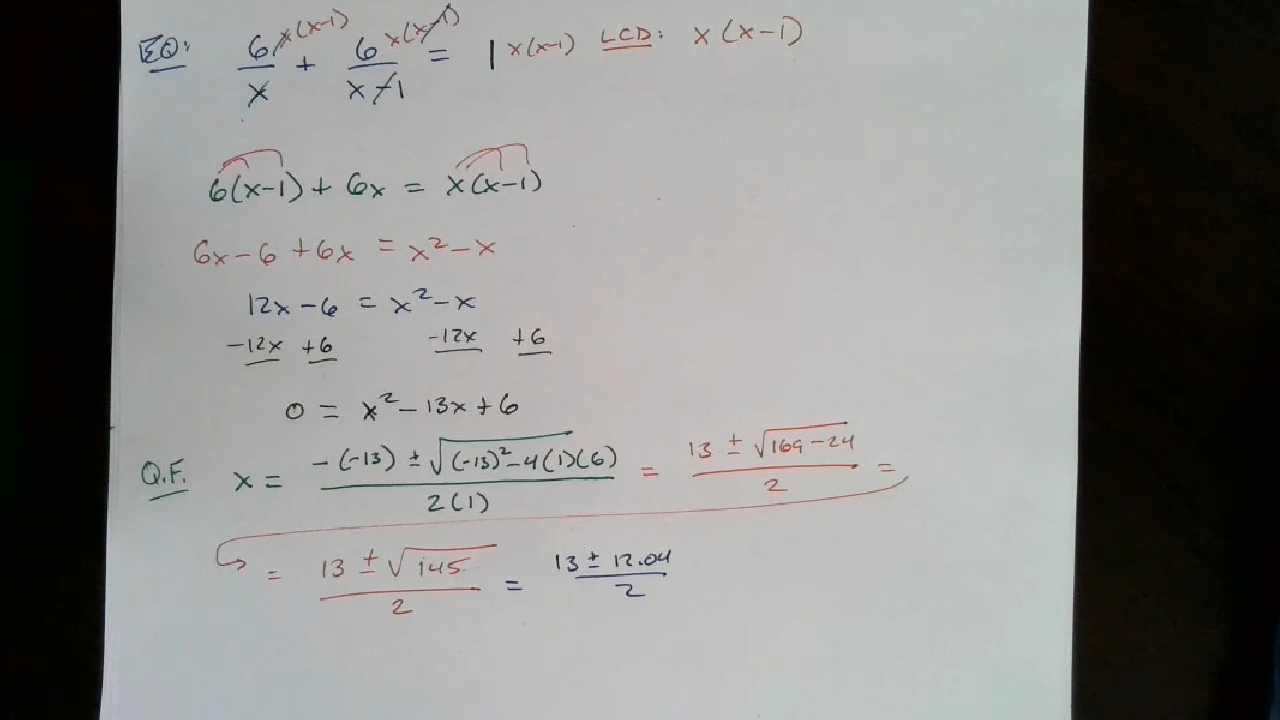 EQ: 6/x x(x-1) + 6/(x-1) x(x-1) = 1 x(x-1) LCD: x(x-1)
6(x-1) + 6x = x(x-1)
6x - 6 + 6x = x² - x
12x - 6 = x² - x
-12x +6 -12x +6
0 = x² - 13x + 6
Q.F. x = (-(-13) ± √((-13)² - 4(1)(6))) / 2(1) = (13 ± √(169-24)) / 2 =
= (13 ± √145) / 2 = (13 ± 12.04) / 2